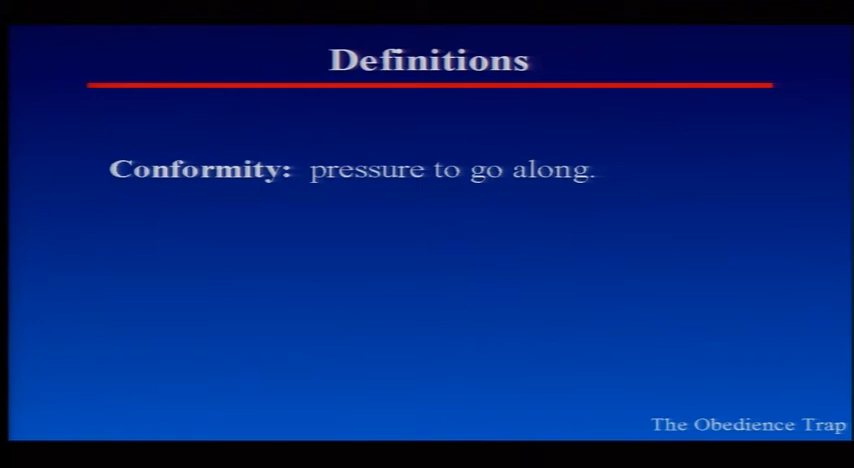 Definitions
Conformity: pressure to go along.
The Obedience Trap